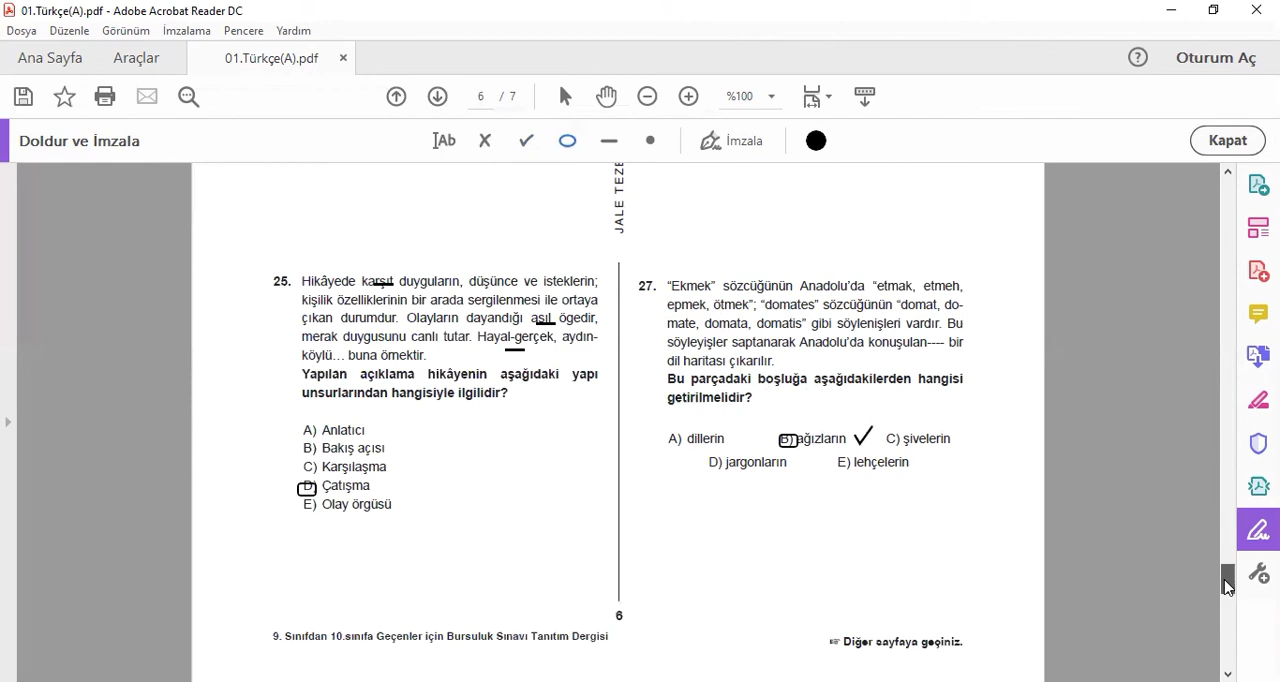 01.Türkçe(A).pdf - Adobe Acrobat Reader DC
Dosya Düzenle Görünüm İmzalama Pencere Yardım
Ana Sayfa Araçlar 01.Türkçe(A).pdf × ? Oturum Aç
6 / 7 %100
Doldur ve İmzala Ab İmzala Kapat
JALE TEZE
25. Hikâyede karşıt duyguların, düşünce ve isteklerin;
kişilik özelliklerinin bir arada sergilenmesi ile ortaya
çıkan durumdur. Olayların dayandığı asıl ögedir,
merak duygusunu canlı tutar. Hayal-gerçek, aydın-
köylü... buna örnektir.
Yapılan açıklama hikâyenin aşağıdaki yapı
unsurlarından hangisiyle ilgilidir?
A) Anlatıcı
B) Bakış açısı
C) Karşılaşma
D) Çatışma
E) Olay örgüsü
27. “Ekmek” sözcüğünün Anadolu’da “etmak, etmeh,
epmek, ötmek”; “domates” sözcüğünün “domat, do-
mate, domata, domatis” gibi söylenişleri vardır. Bu
söyleyişler saptanarak Anadolu’da konuşulan---- bir
dil haritası çıkarılır.
Bu parçadaki boşluğa aşağıdakilerden hangisi
getirilmelidir?
A) dillerin B) ağızların C) şivelerin
D) jargonların E) lehçelerin
6
9. Sınıfdan 10.sınıfa Geçenler için Bursuluk Sınavı Tanıtım Dergisi
☞ Diğer sayfaya geçiniz.